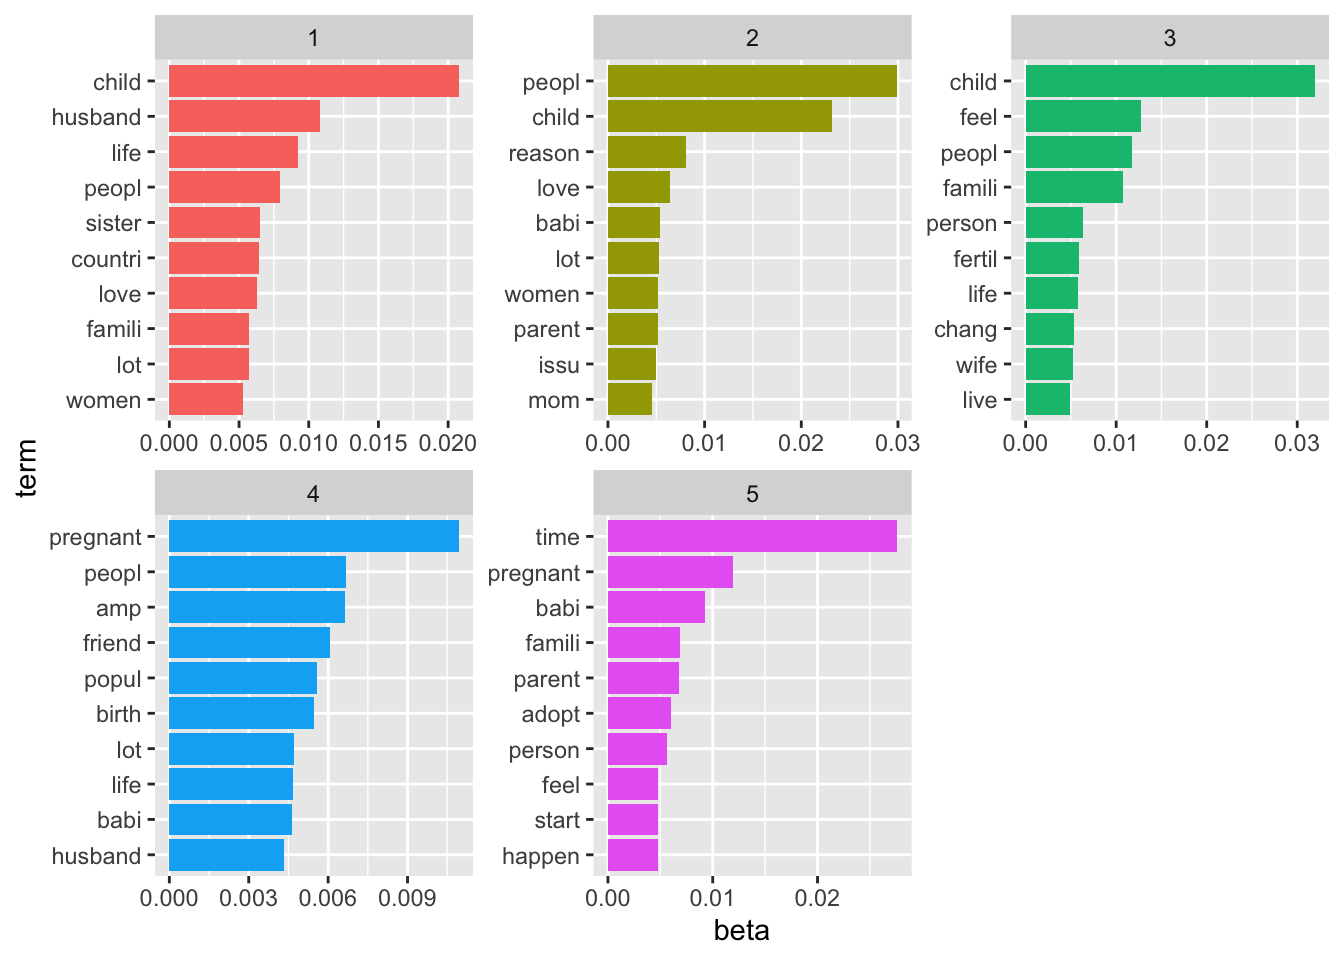 1
child
husband
life
peopl
sister
countri
love
famili
lot
women
0.000 0.005 0.010 0.015 0.020
2
peopl
child
reason
love
babi
lot
women
parent
issu
mom
0.00 0.01 0.02 0.03
3
child
feel
peopl
famili
person
fertil
life
chang
wife
live
0.00 0.01 0.02 0.03
term
4
pregnant
peopl
amp
friend
popul
birth
lot
life
babi
husband
0.000 0.003 0.006 0.009
5
time
pregnant
babi
famili
parent
adopt
person
feel
start
happen
0.00 0.01 0.02
beta